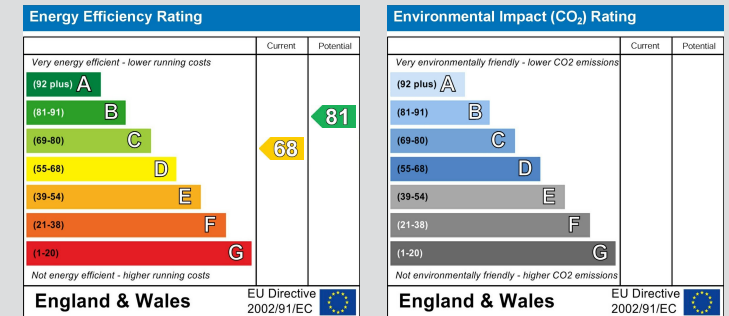 Energy Efficiency Rating
Current Potential
Very energy efficient - lower running costs
(92 plus) A
(81-91) B
81
(69-80) C
68
(55-68) D
(39-54) E
(21-38) F
(1-20) G
Not energy efficient - higher running costs
England & Wales
EU Directive
2002/91/EC
Environmental Impact (CO₂) Rating
Current Potential
Very environmentally friendly - lower CO2 emissions
(92 plus) A
(81-91) B
(69-80) C
(55-68) D
(39-54) E
(21-38) F
(1-20) G
Not environmentally friendly - higher CO2 emissions
England & Wales
EU Directive
2002/91/EC